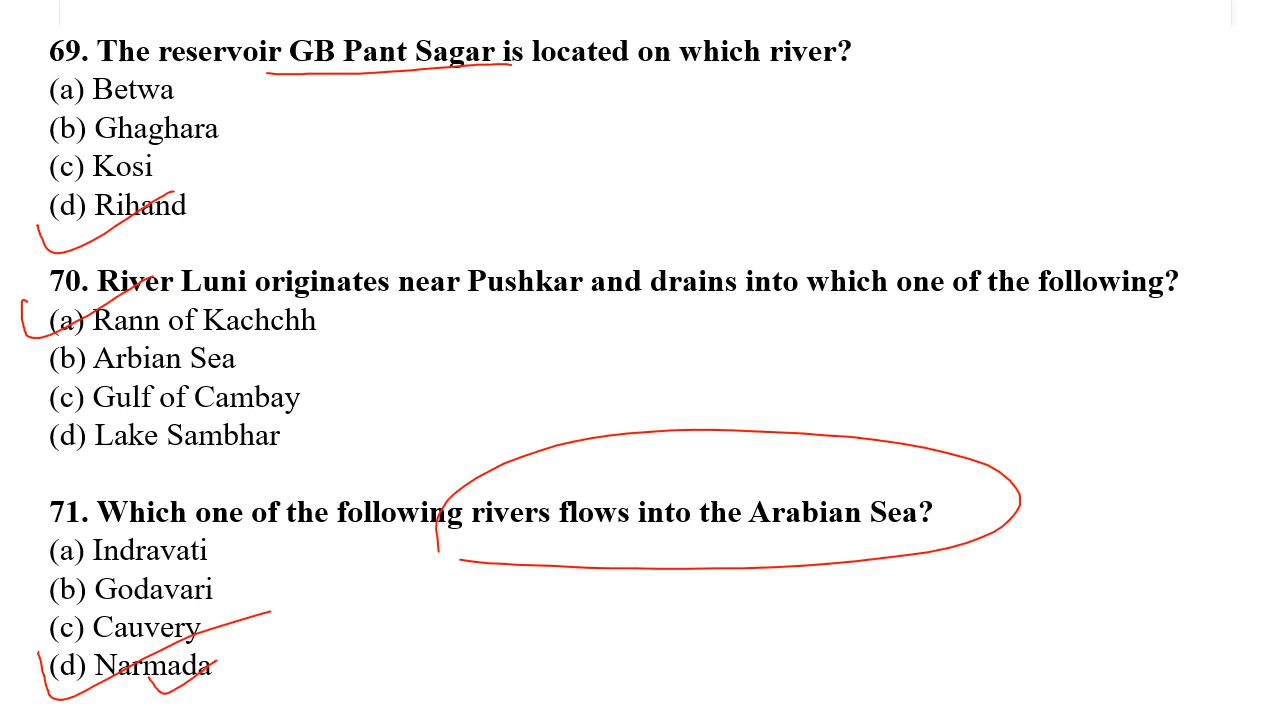 69. The reservoir GB Pant Sagar is located on which river?
(a) Betwa
(b) Ghaghara
(c) Kosi
(d) Rihand
70. River Luni originates near Pushkar and drains into which one of the following?
(a) Rann of Kachchh
(b) Arbian Sea
(c) Gulf of Cambay
(d) Lake Sambhar
71. Which one of the following rivers flows into the Arabian Sea?
(a) Indravati
(b) Godavari
(c) Cauvery
(d) Narmada